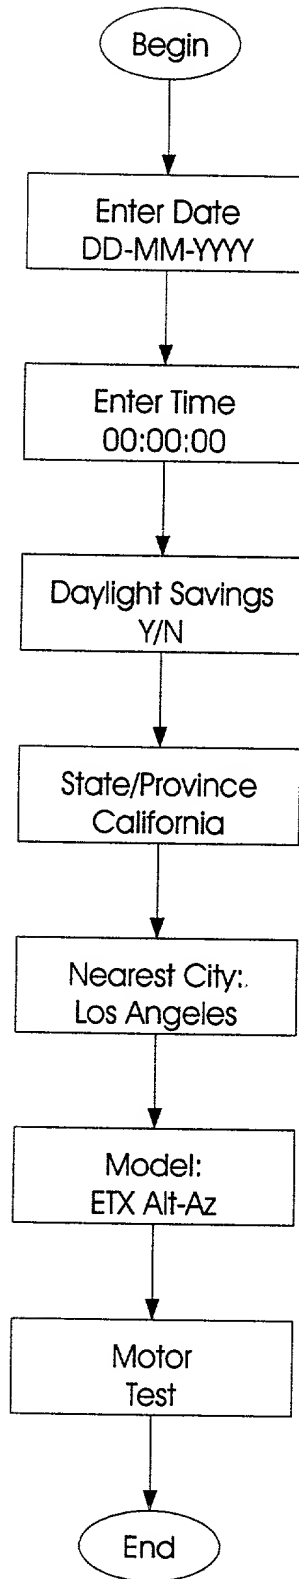 Begin
Enter Date
DD-MM-YYYY
Enter Time
00:00:00
Daylight Savings
Y/N
State/Province
California
Nearest City:
Los Angeles
Model:
ETX Alt-Az
Motor
Test
End